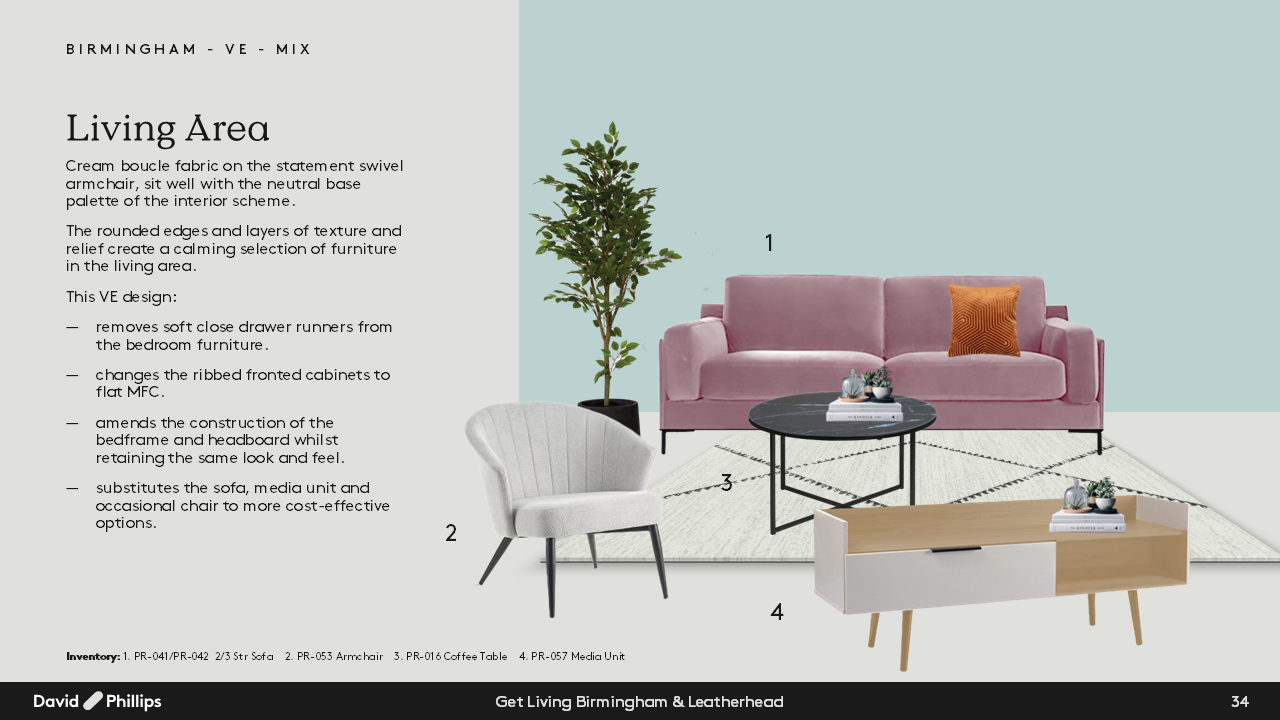 BIRMINGHAM - VE - MIX
Living Area
Cream boucle fabric on the statement swivel
armchair, sit well with the neutral base
palette of the interior scheme.
The rounded edges and layers of texture and
relief create a calming selection of furniture
in the living area.
This VE design:
— removes soft close drawer runners from
the bedroom furniture.
— changes the ribbed fronted cabinets to
flat MFC.
— amends the construction of the
bedframe and headboard whilst
retaining the same look and feel.
— substitutes the sofa, media unit and
occasional chair to more cost-effective
options.
1
2
3
4
Inventory: 1. PR-041/PR-042 2/3 Str Sofa 2. PR-053 Armchair 3. PR-016 Coffee Table 4. PR-057 Media Unit
David Phillips
Get Living Birmingham & Leatherhead
34